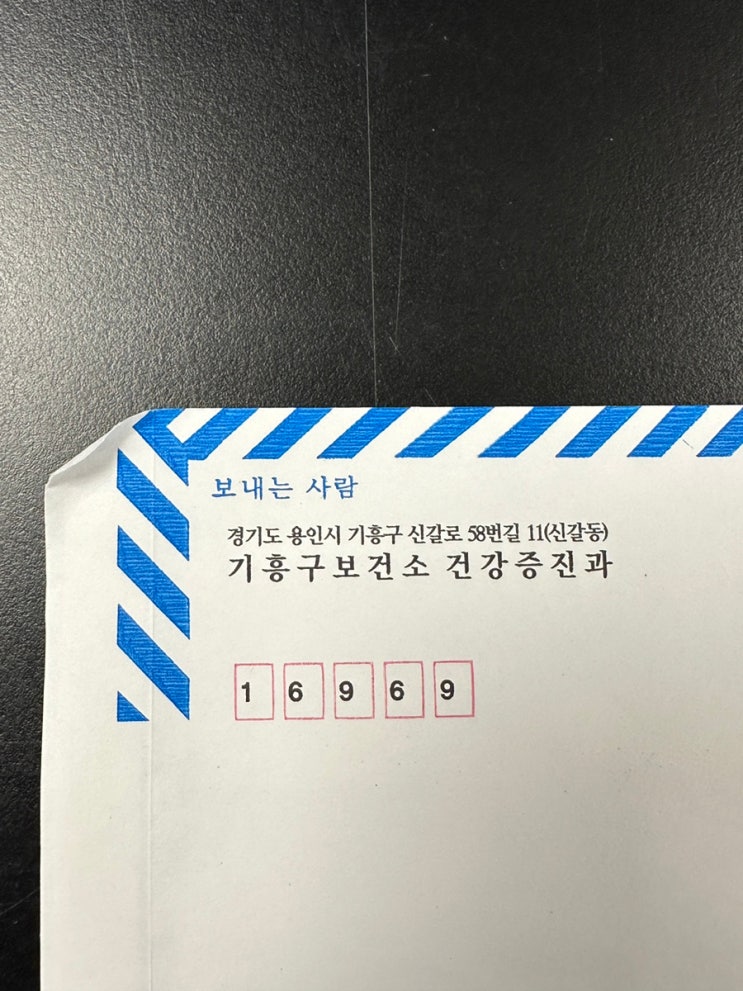 보내는 사람
경기도 용인시 기흥구 신갈로 58번길 11(신갈동)
기흥구보건소 건강증진과
16969